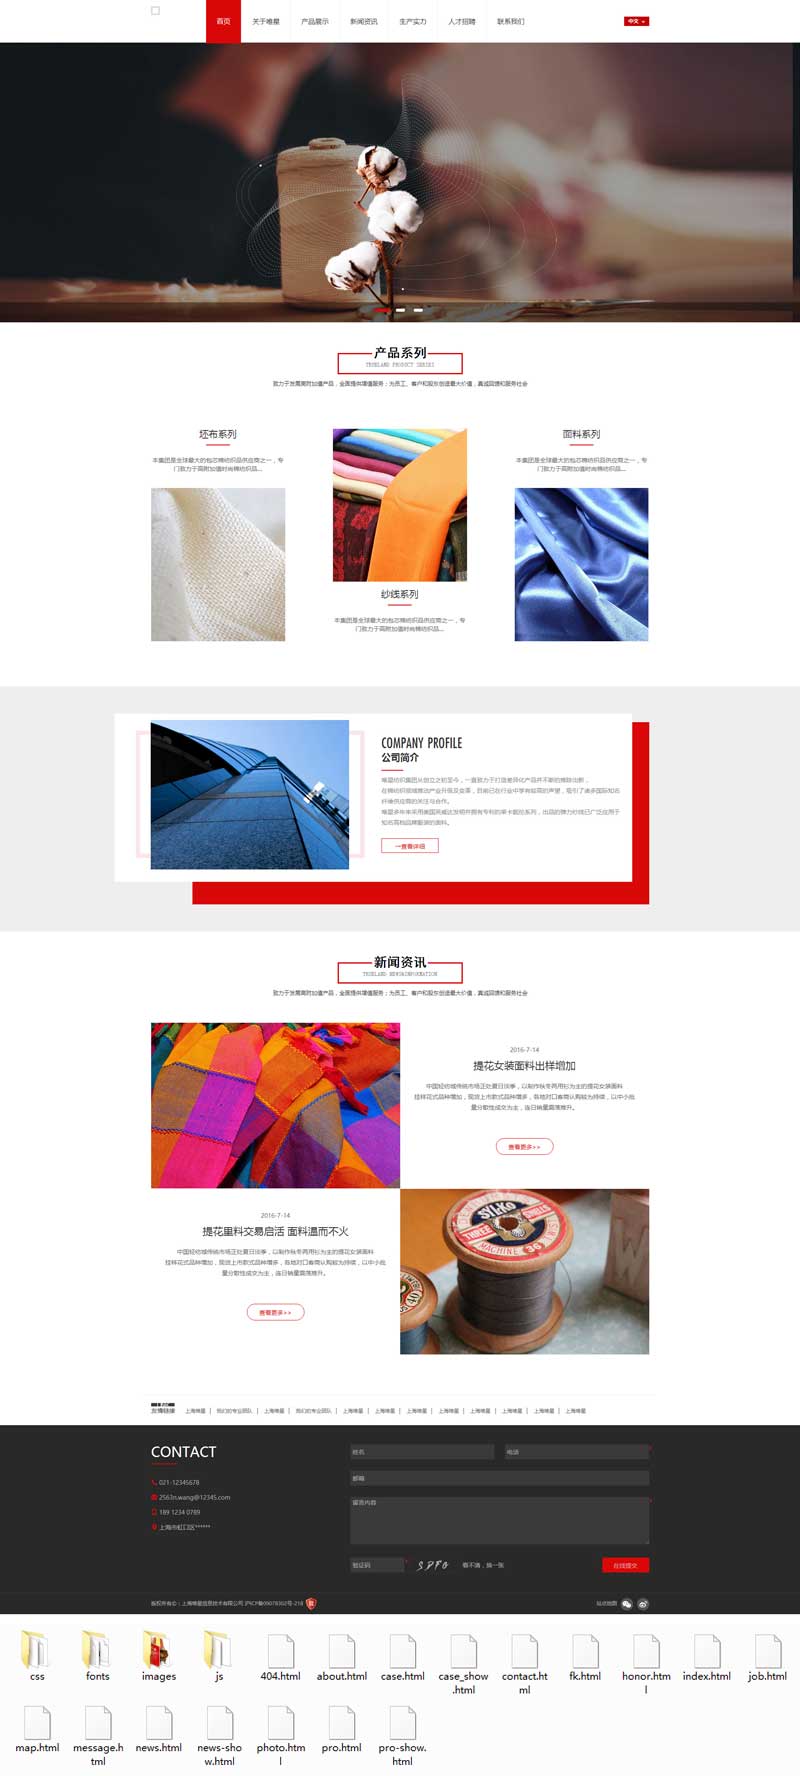 首页 关于唯星 产品展示 新闻资讯 生产实力 人才招聘 联系我们 中文
产品系列
TRUELAND PRODUCT SERIES
致力于发展高附加值产品，全面提供增值服务；为员工、客户和股东创造最大价值，真诚回馈和服务社会
坯布系列
本集团是全球最大的包芯棉纺织品供应商之一，专
门致力于高附加值时尚棉纺织品...
纱线系列
本集团是全球最大的包芯棉纺织品供应商之一，专
门致力于高附加值时尚棉纺织品...
面料系列
本集团是全球最大的包芯棉纺织品供应商之一，专
门致力于高附加值时尚棉纺织品...
COMPANY PROFILE
公司简介
唯星纺织集团从创立之初至今，一直致力于打造差异化产品并不断的推陈出新，
在棉纺织领域推动产业升级及变革，目前已在行业中享有较高的声望，吸引了诸多国际知名
纤维供应商的关注与合作。
唯星多年来采用美国英威达发明并拥有专利的莱卡氨纶系列，出品的弹力纱线已广泛应用于
知名高档品牌服装的面料。
一查看详细
新闻资讯
TRUELAND NEWS&INFORMATION
致力于发展高附加值产品，全面提供增值服务；为员工、客户和股东创造最大价值，真诚回馈和服务社会
2016-7-14
提花女装面料出样增加
中国轻纺城传统市场正处夏日淡季，以制作秋冬两用衫为主的提花女装面料
挂样花式品种增加，现货上市款式品种增多，各地对口客商认购较为持续，以中小批
量分散性成交为主，连日销量震荡推升。
查看更多>>
2016-7-14
提花里料交易启活 面料温而不火
中国轻纺城传统市场正处夏日淡季，以制作秋冬两用衫为主的提花女装面料
挂样花式品种增加，现货上市款式品种增多，各地对口客商认购较为持续，以中小批
量分散性成交为主，连日销量震荡推升。
查看更多>>
SYLKO
THREE SHELLS
MACHINE 36
40
友情链接 上海唯星 | 我们的专业团队 | 上海唯星 | 我们的专业团队 | 上海唯星 | 上海唯星 | 上海唯星 | 上海唯星 | 上海唯星 | 上海唯星 | 上海唯星 | 上海唯星
CONTACT
021-12345678
2563n.wang@12345.com
189 1234 0789
上海市虹口区******
姓名
电话
邮箱
留言内容
验证码 SPFG 看不清，换一张 在线提交
版权所有©：上海唯星信息技术有限公司 沪ICP备09078302号-218
站点地图
css fonts images js 404.html about.html case.html case_show.html contact.html fk.html honor.html index.html job.html
map.html message.html news.html news-show.html photo.html pro.html pro-show.html